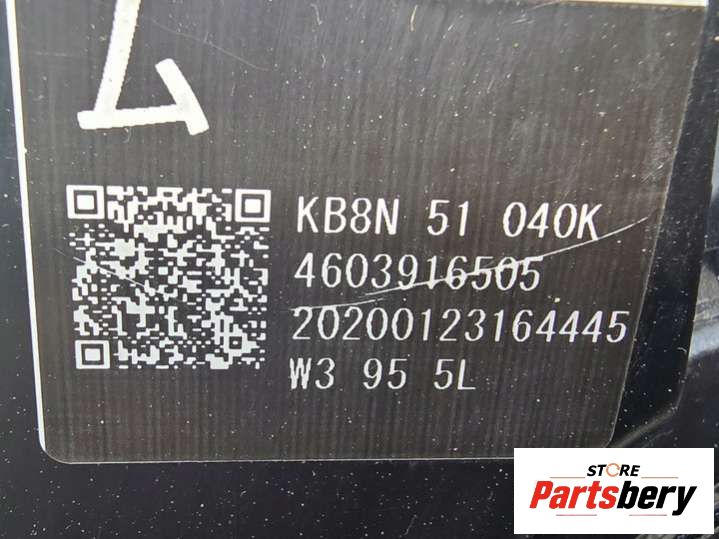 L
KB8N 51 040K
4603916505
20200123164445
W3 95 5L
STORE
Partsbery